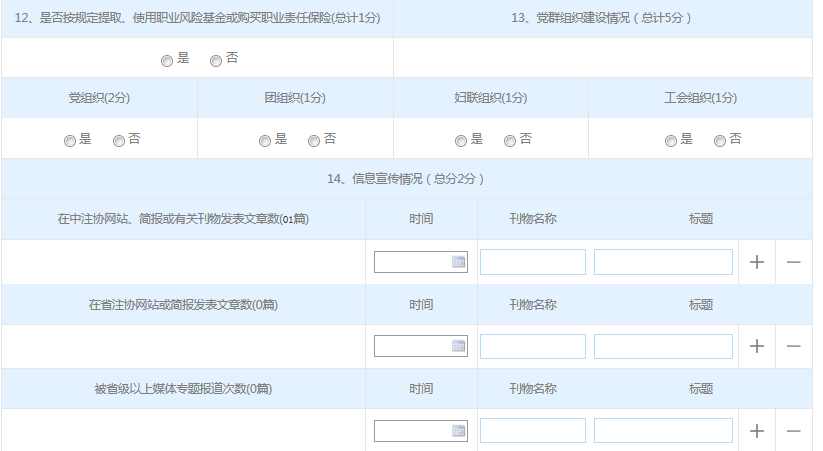 12、是否按规定提取、使用职业风险基金或购买职业责任保险(总计1分) 13、党群组织建设情况（总计5分）
是 否
党组织(2分) 团组织(1分) 妇联组织(1分) 工会组织(1分)
是 否 是 否 是 否 是 否
14、信息宣传情况（总分2分）
在中注协网站、简报或有关刊物发表文章数(01篇) 时间 刊物名称 标题
在省注协网站或简报发表文章数(0篇) 时间 刊物名称 标题
被省级以上媒体专题报道次数(0篇) 时间 刊物名称 标题